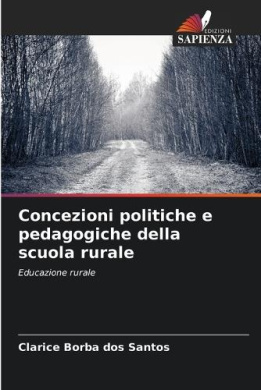 EDIZIONI
SAPIENZA
Concezioni politiche e
pedagogiche della
scuola rurale
Educazione rurale
Clarice Borba dos Santos